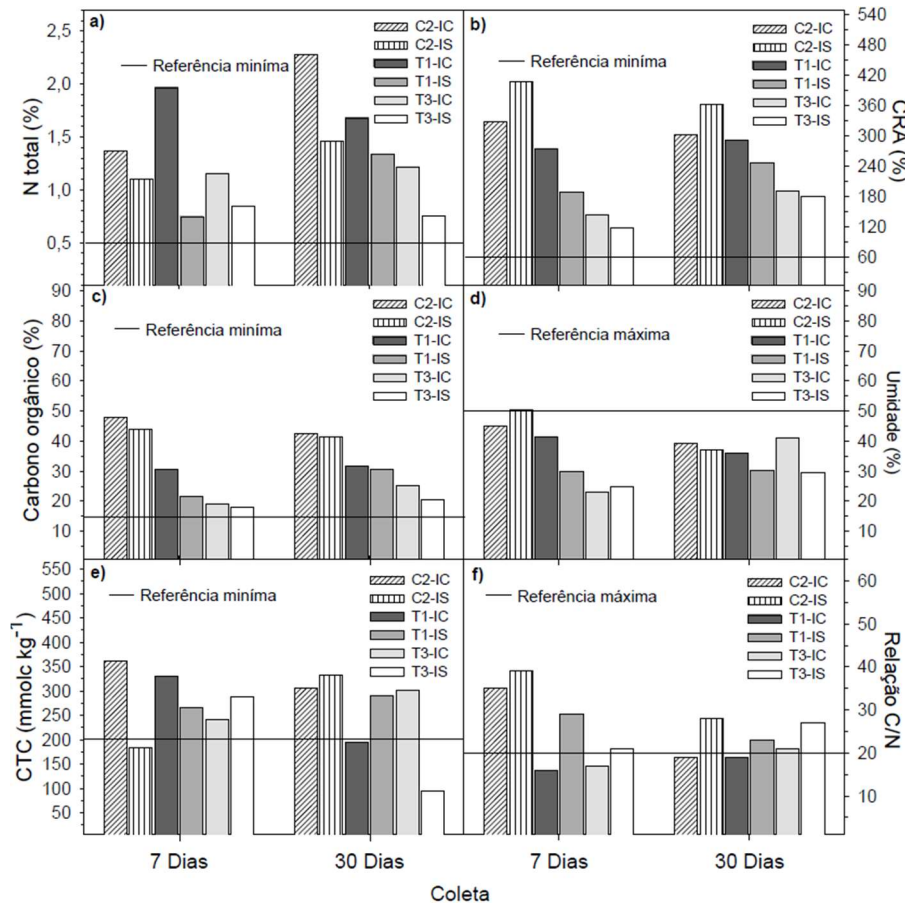 a)
N total (%)
2,5
2,0
1,5
1,0
0,5
Referência miníma
C2-IC
C2-IS
T1-IC
T1-IS
T3-IC
T3-IS
b)
C2-IC
C2-IS
T1-IC
T1-IS
T3-IC
T3-IS
Referência miníma
540
480
420
360
300
240
180
120
60
CRA (%)
c)
Carbono orgânico (%)
90
80
70
60
50
40
30
20
10
Referência miníma
C2-IC
C2-IS
T1-IC
T1-IS
T3-IC
T3-IS
d)
Referência máxima
C2-IC
C2-IS
T1-IC
T1-IS
T3-IC
T3-IS
90
80
70
60
50
40
30
20
10
Umidade (%)
e)
CTC (mmolc kg⁻¹)
550
500
450
400
350
300
250
200
150
100
50
Referência miníma
C2-IC
C2-IS
T1-IC
T1-IS
T3-IC
T3-IS
f)
Referência máxima
C2-IC
C2-IS
T1-IC
T1-IS
T3-IC
T3-IS
60
50
40
30
20
10
Relação C/N
7 Dias
30 Dias
7 Dias
30 Dias
Coleta